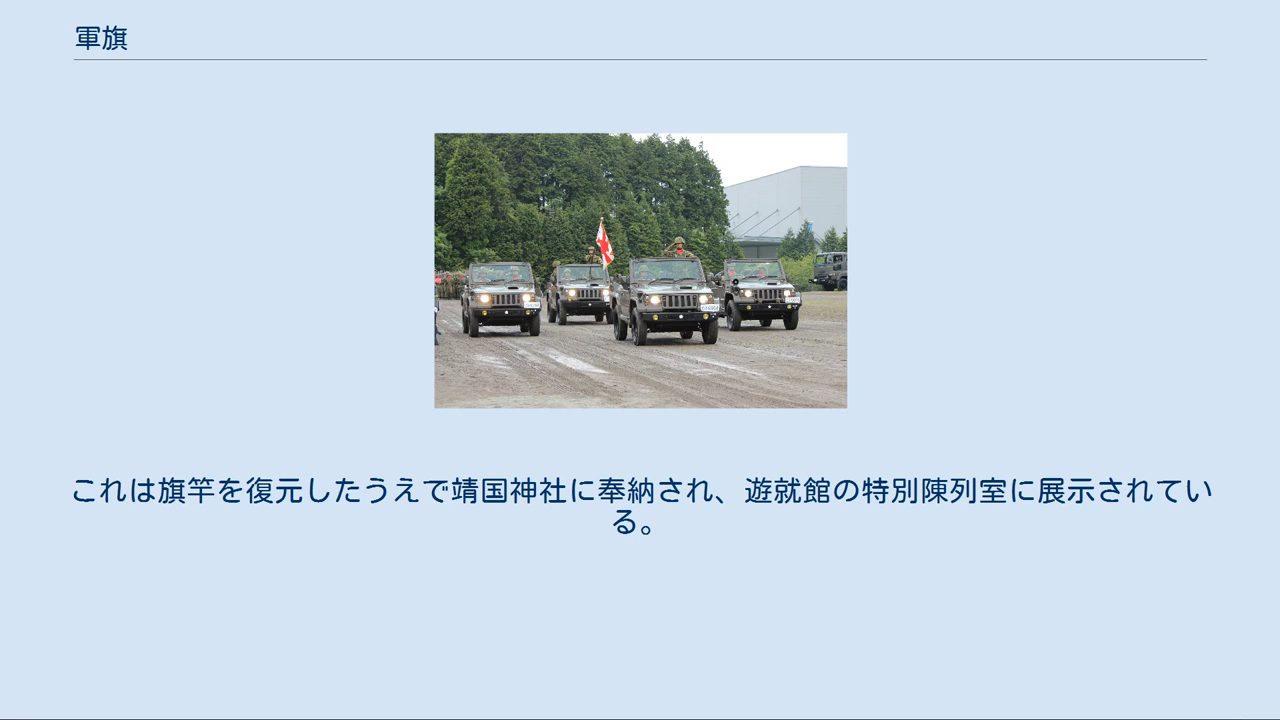 軍旗
これは旗竿を復元したうえで靖国神社に奉納され、遊就館の特別陳列室に展示されてい
る。